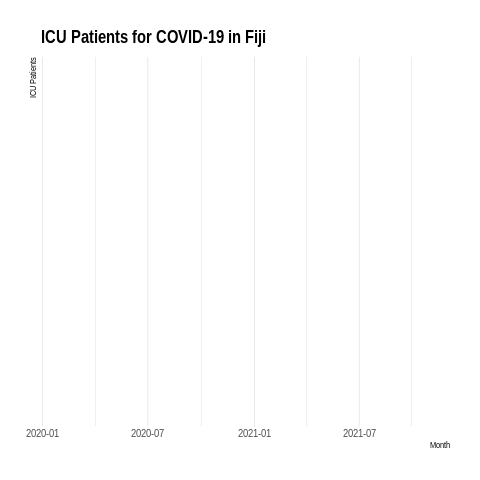 ICU Patients for COVID-19 in Fiji
ICU Patients
2020-01
2020-07
2021-01
2021-07
Month